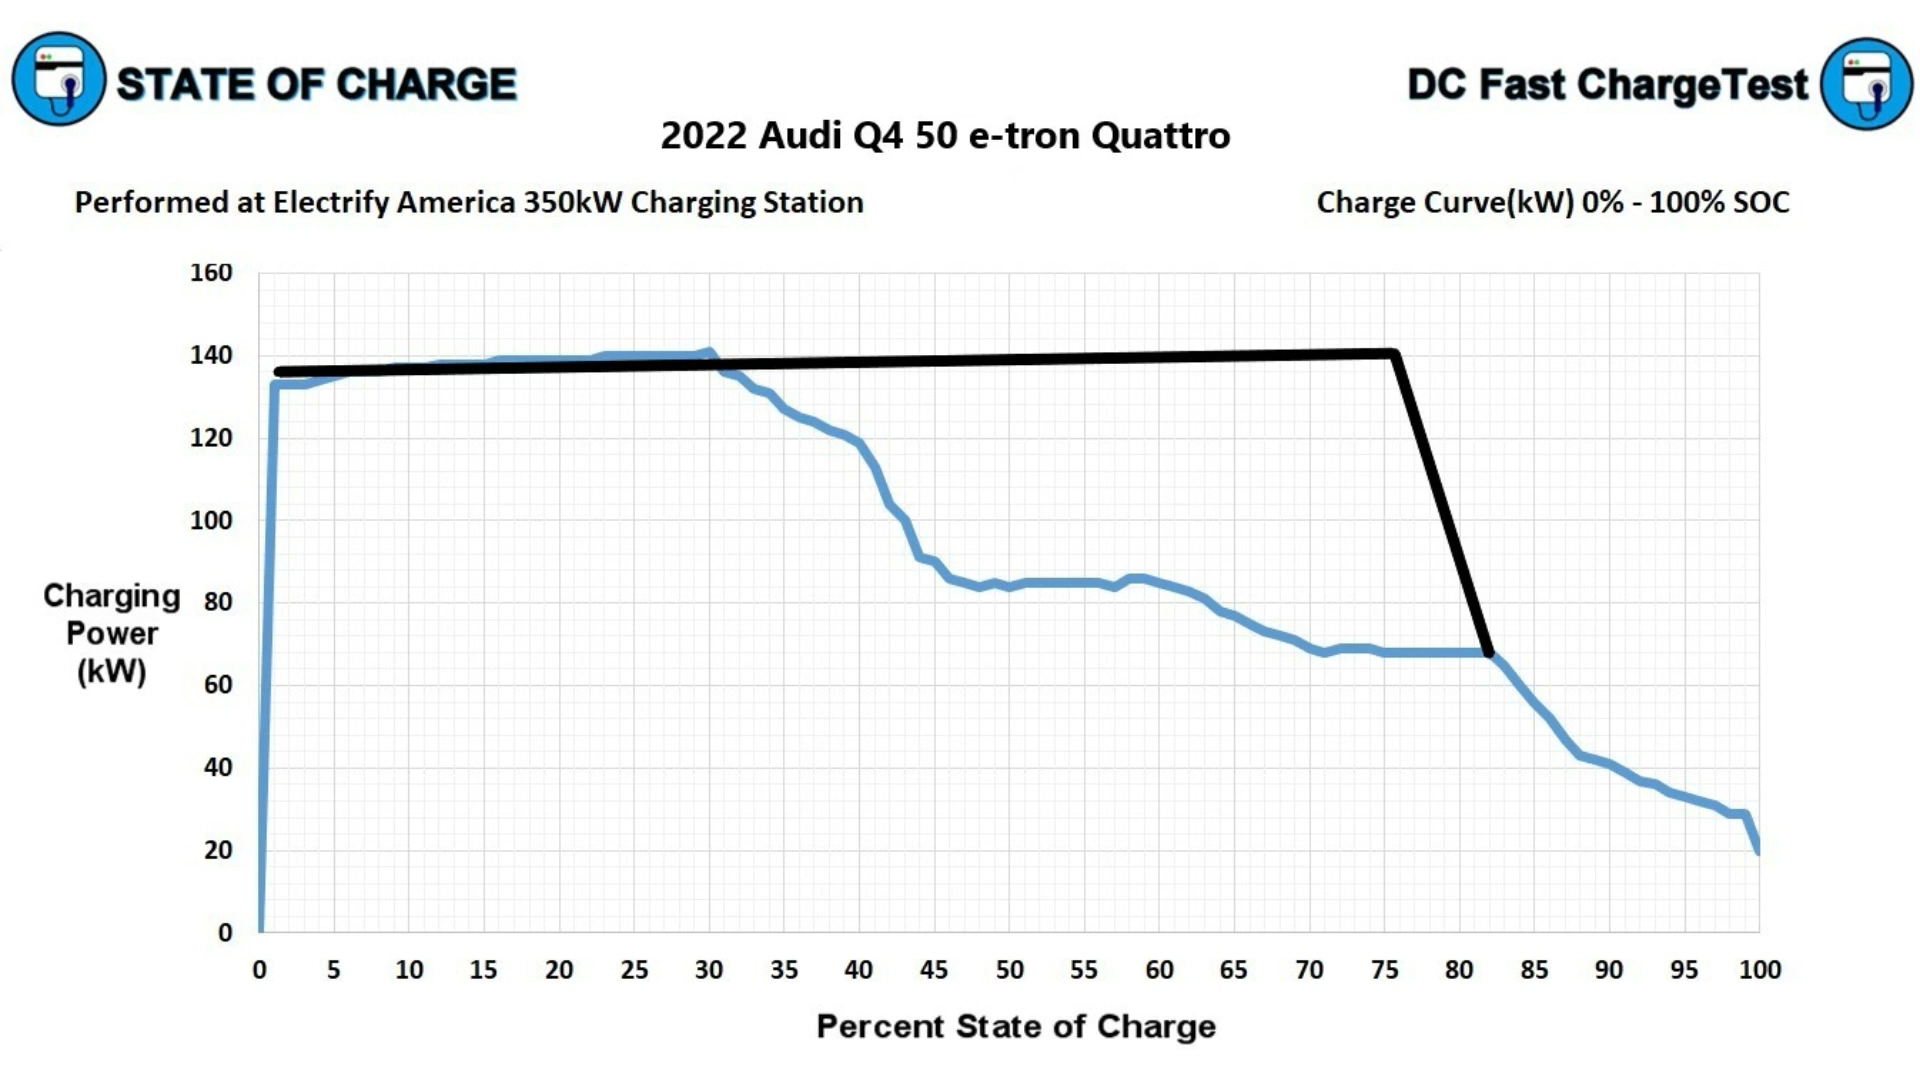 STATE OF CHARGE
DC Fast ChargeTest
2022 Audi Q4 50 e-tron Quattro
Performed at Electrify America 350kW Charging Station
Charge Curve(kW) 0% - 100% SOC
160
140
120
100
80
60
40
20
0
Charging
Power
(kW)
0 5 10 15 20 25 30 35 40 45 50 55 60 65 70 75 80 85 90 95 100
Percent State of Charge